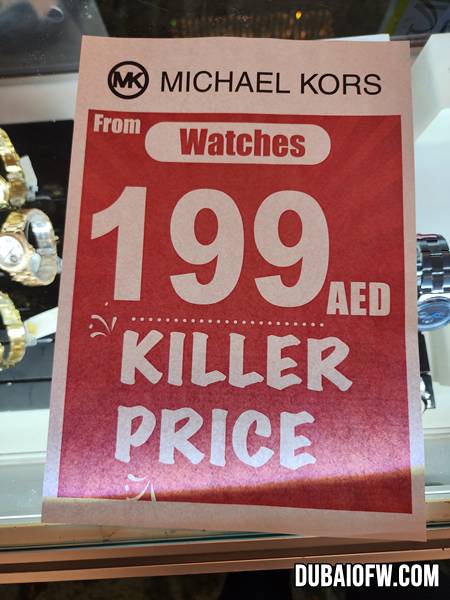 MK MICHAEL KORS
From
Watches
199
AED
KILLER
PRICE
DUBAIOFW.COM